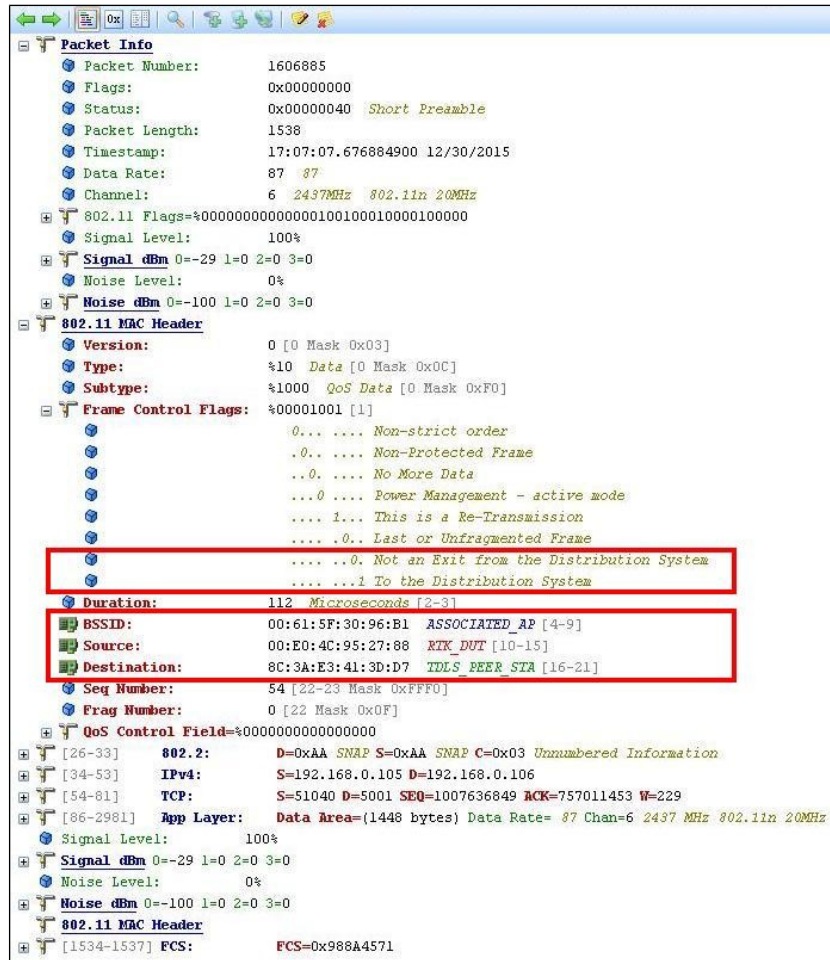 0x
Packet Info
Packet Number: 1606885
Flags: 0x00000000
Status: 0x00000040 Short Preamble
Packet Length: 1538
Timestamp: 17:07:07.676884900 12/30/2015
Data Rate: 87 87
Channel: 6 2437MHz 802.11n 20MHz
802.11 Flags=%00000000000000100100010000100000
Signal Level: 100%
Signal dBm 0=-29 1=0 2=0 3=0
Noise Level: 0%
Noise dBm 0=-100 1=0 2=0 3=0
802.11 MAC Header
Version: 0 [0 Mask 0x03]
Type: %10 Data [0 Mask 0x0C]
Subtype: %1000 QoS Data [0 Mask 0xF0]
Frame Control Flags: %00001001 [1]
0... .... Non-strict order
.0.. .... Non-Protected Frame
..0. .... No More Data
...0 .... Power Management - active mode
.... 1... This is a Re-Transmission
.... .0.. Last or Unfragmented Frame
.... ..0. Not an Exit from the Distribution System
.... ...1 To the Distribution System
Duration: 112 Microseconds [2-3]
BSSID: 00:61:5F:30:96:B1 ASSOCIATED_AP [4-9]
Source: 00:E0:4C:95:27:88 RTK_DUT [10-15]
Destination: 8C:3A:E3:41:3D:D7 TDLS_PEER_STA [16-21]
Seq Number: 54 [22-23 Mask 0xFFF0]
Frag Number: 0 [22 Mask 0x0F]
QoS Control Field=%0000000000000000
[26-33] 802.2: D=0xAA SNAP S=0xAA SNAP C=0x03 Unnumbered Information
[34-53] IPv4: S=192.168.0.105 D=192.168.0.106
[54-81] TCP: S=51040 D=5001 SEQ=1007636849 ACK=757011453 W=229
[86-2981] App Layer: Data Area=(1448 bytes) Data Rate= 87 Chan=6 2437 MHz 802.11n 20MHz
Signal Level: 100%
Signal dBm 0=-29 1=0 2=0 3=0
Noise Level: 0%
Noise dBm 0=-100 1=0 2=0 3=0
802.11 MAC Header
[1534-1537] FCS: FCS=0x988A4571